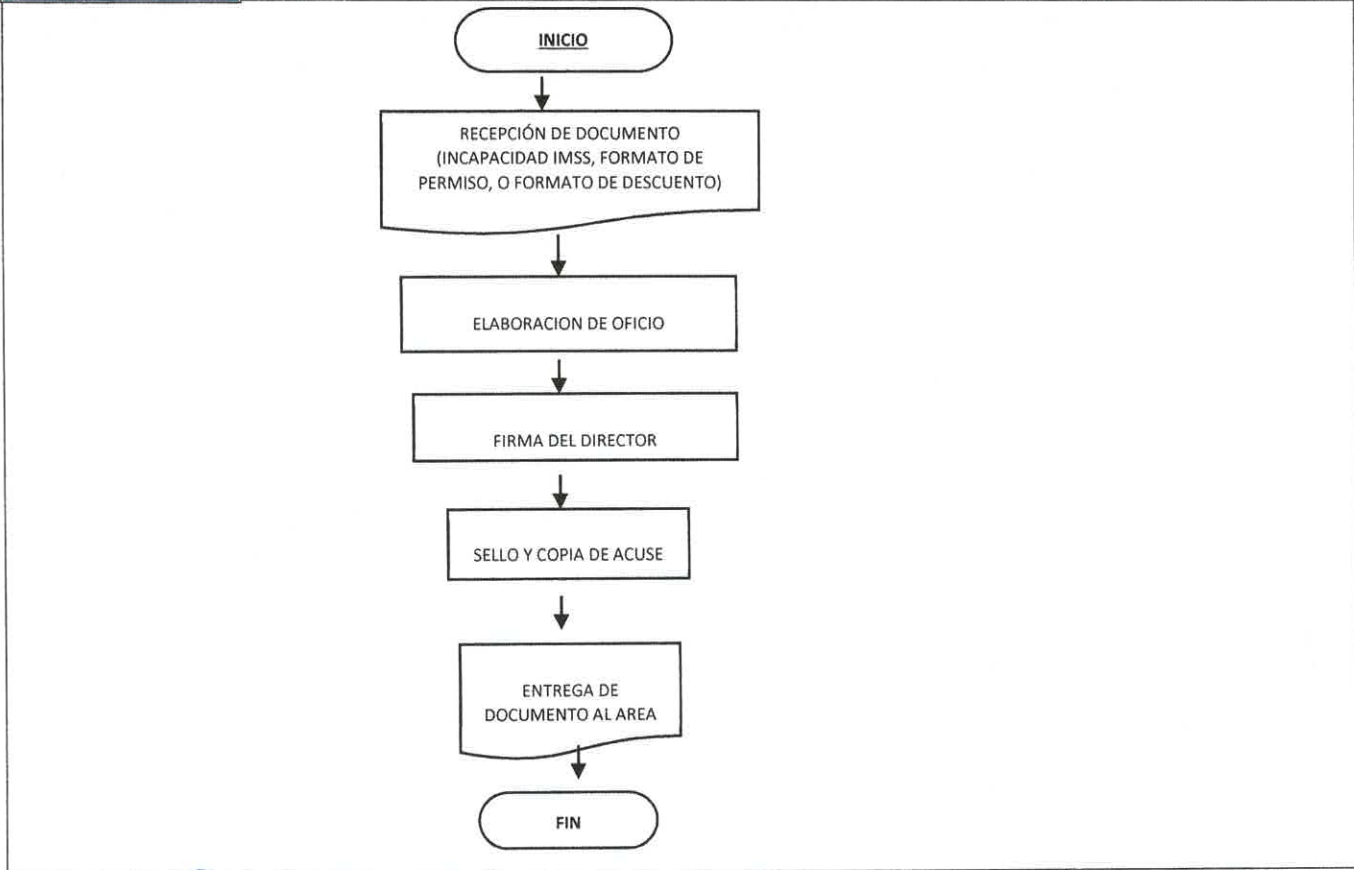 INICIO
RECEPCIÓN DE DOCUMENTO
(INCAPACIDAD IMSS, FORMATO DE
PERMISO, O FORMATO DE DESCUENTO)
ELABORACION DE OFICIO
FIRMA DEL DIRECTOR
SELLO Y COPIA DE ACUSE
ENTREGA DE
DOCUMENTO AL AREA
FIN